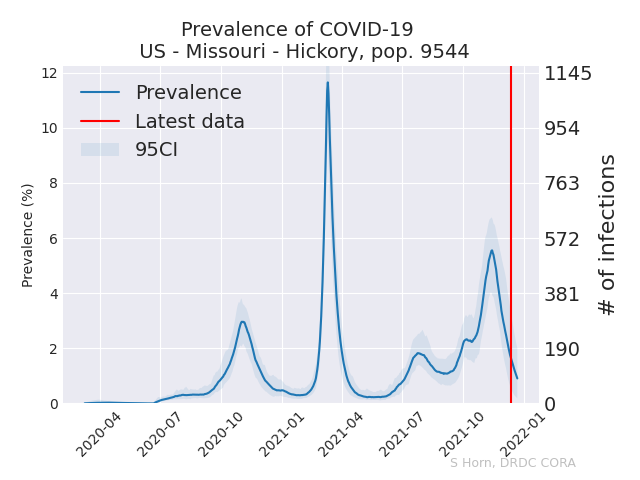 Prevalence of COVID-19
US - Missouri - Hickory, pop. 9544
Prevalence
Latest data
95CI
Prevalence (%)
12
10
8
6
4
2
0
1145
954
763
572
381
190
0
# of infections
2020-04
2020-07
2020-10
2021-01
2021-04
2021-07
2021-10
2022-01
S Horn, DRDC CORA